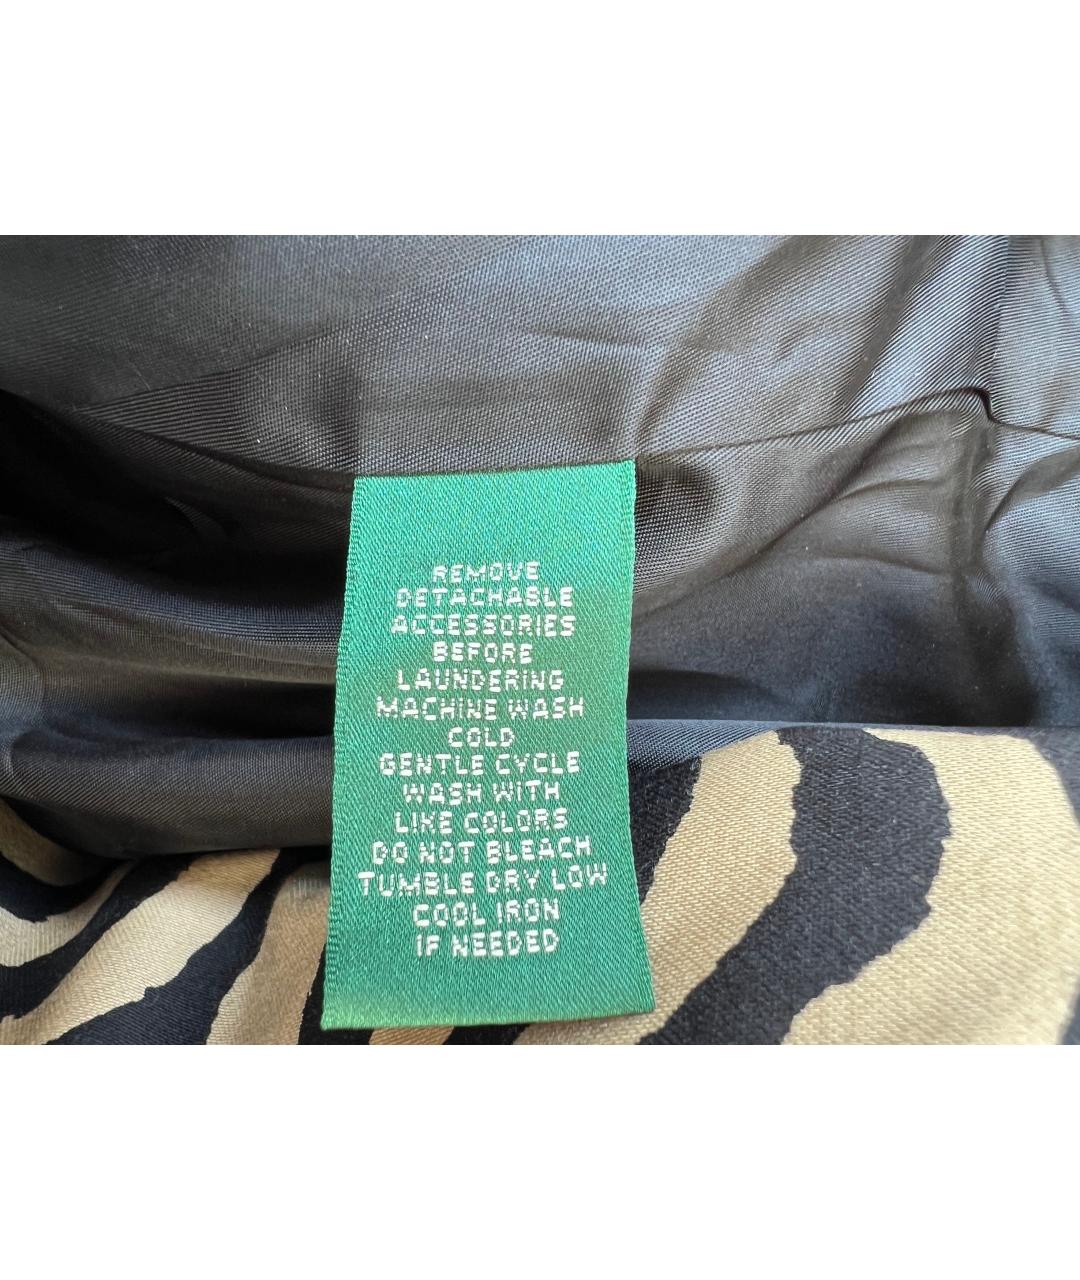 REMOVE
DETACHABLE
ACCESSORIES
BEFORE
LAUNDERING
MACHINE WASH
COLD
GENTLE CYCLE
WASH WITH
LIKE COLORS
DO NOT BLEACH
TUMBLE DRY LOW
COOL IRON
IF NEEDED